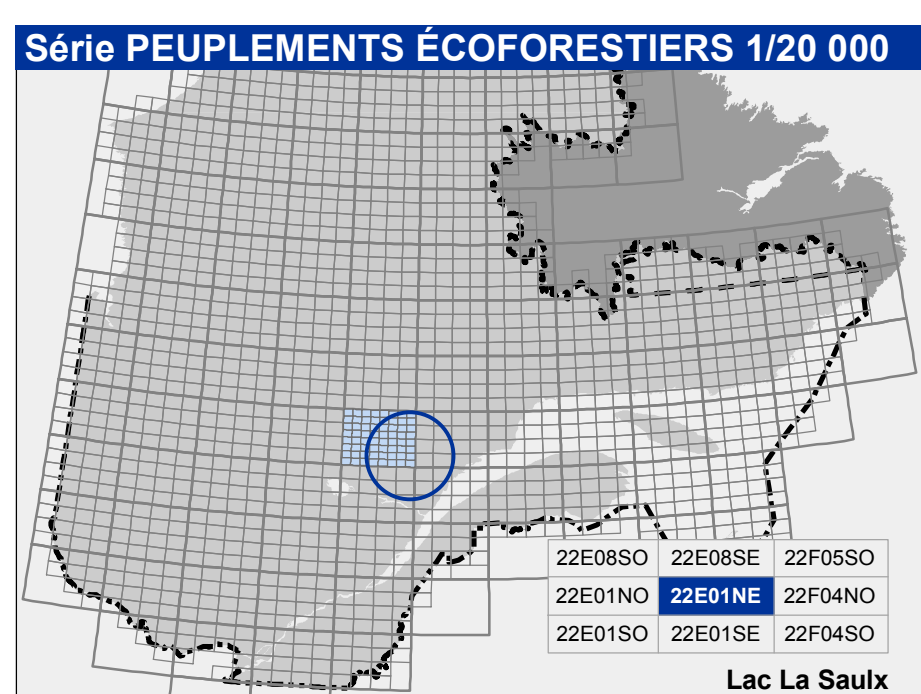 Série PEUPLEMENTS ÉCOFORESTIERS 1/20 000
22E08SO 22E08SE 22F05SO
22E01NO 22E01NE 22F04NO
22E01SO 22E01SE 22F04SO
Lac La Saulx